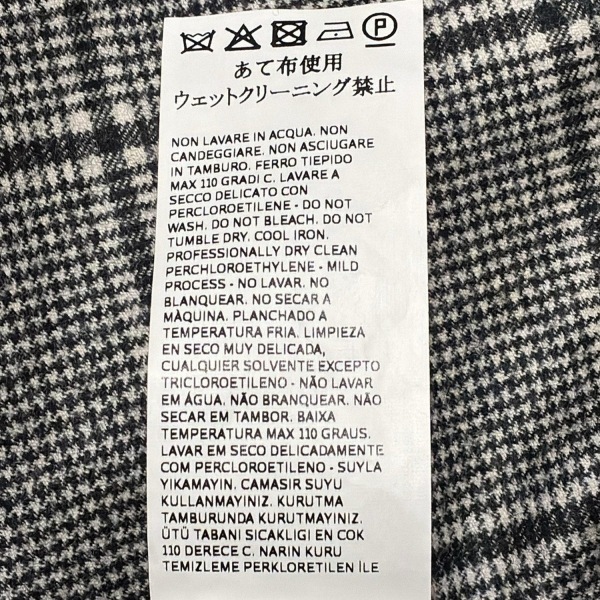 P
あて布使用
ウェットクリーニング禁止
NON LAVARE IN ACQUA. NON
CANDEGGIARE. NON ASCIUGARE
IN TAMBURO. FERRO TIEPIDO
MAX 110 GRADI C. LAVARE A
SECCO DELICATO CON
PERCLOROETILENE - DO NOT
WASH. DO NOT BLEACH. DO NOT
TUMBLE DRY. COOL IRON.
PROFESSIONALLY DRY CLEAN
PERCHLOROETHYLENE - MILD
PROCESS - NO LAVAR. NO
BLANQUEAR. NO SECAR A
MÀQUINA. PLANCHADO A
TEMPERATURA FRIA. LIMPIEZA
EN SECO MUY DELICADA,
CUALQUIER SOLVENTE EXCEPTO
TRICLOROETILENO - NÃO LAVAR
EM ÁGUA. NÃO BRANQUEAR. NÃO
SECAR EM TAMBOR. BAIXA
TEMPERATURA MAX 110 GRAUS.
LAVAR EM SECO DELICADAMENTE
COM PERCLOROETILENO - SUYLA
YIKAMAYIN. CAMASIR SUYU
KULLANMAYINIZ. KURUTMA
TAMBURUNDA KURUTMAYINIZ.
ÜTÜ TABANI SICAKLIGI EN COK
110 DERECE C. NARIN KURU
TEMIZLEME PERKLORETILEN İLE